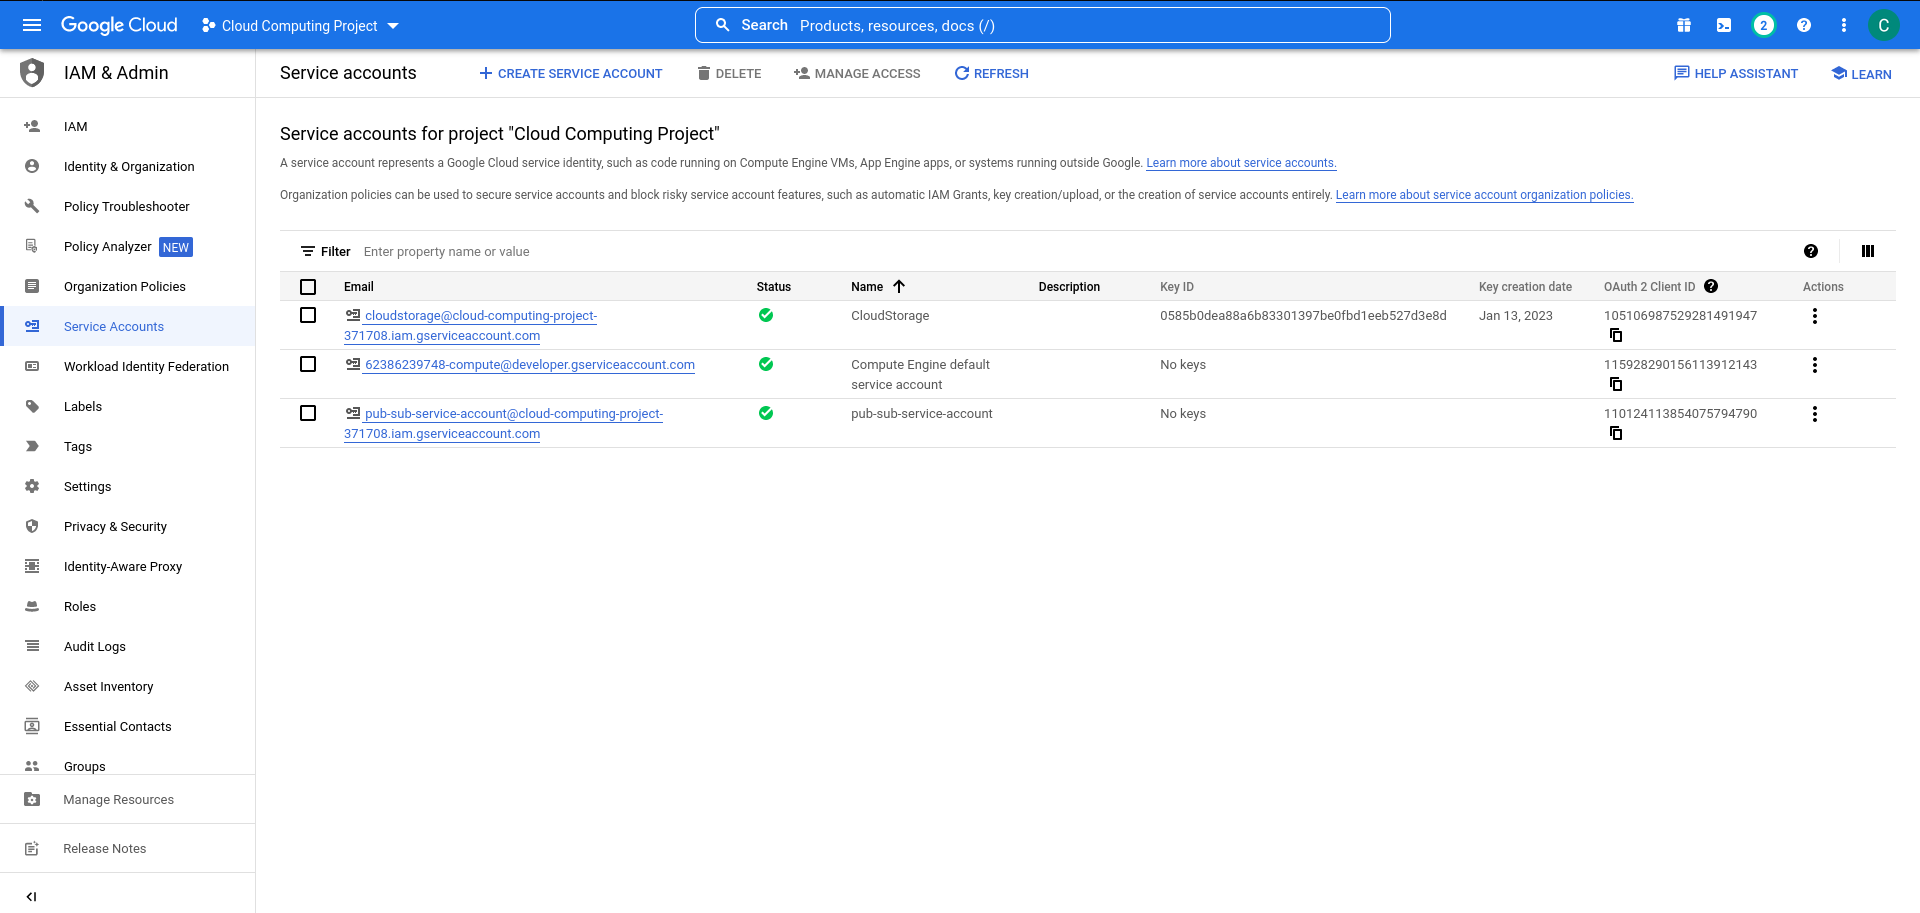 Google Cloud
Cloud Computing Project
Search Products, resources, docs (/)
2
C
IAM & Admin
Service accounts
CREATE SERVICE ACCOUNT
DELETE
MANAGE ACCESS
REFRESH
HELP ASSISTANT
LEARN
IAM
Identity & Organization
Policy Troubleshooter
Policy Analyzer NEW
Organization Policies
Service Accounts
Workload Identity Federation
Labels
Tags
Settings
Privacy & Security
Identity-Aware Proxy
Roles
Audit Logs
Asset Inventory
Essential Contacts
Groups
Manage Resources
Release Notes
Service accounts for project "Cloud Computing Project"
A service account represents a Google Cloud service identity, such as code running on Compute Engine VMs, App Engine apps, or systems running outside Google. Learn more about service accounts.
Organization policies can be used to secure service accounts and block risky service account features, such as automatic IAM Grants, key creation/upload, or the creation of service accounts entirely. Learn more about service account organization policies.
Filter Enter property name or value
Email Status Name Description Key ID Key creation date OAuth 2 Client ID Actions
cloudstorage@cloud-computing-project- CloudStorage 0585b0dea88a6b83301397be0fbd1eeb527d3e8d Jan 13, 2023 105106987529281491947
371708.iam.gserviceaccount.com
62386239748-compute@developer.gserviceaccount.com Compute Engine default No keys 115928290156113912143
service account
pub-sub-service-account@cloud-computing-project- pub-sub-service-account No keys 110124113854075794790
371708.iam.gserviceaccount.com